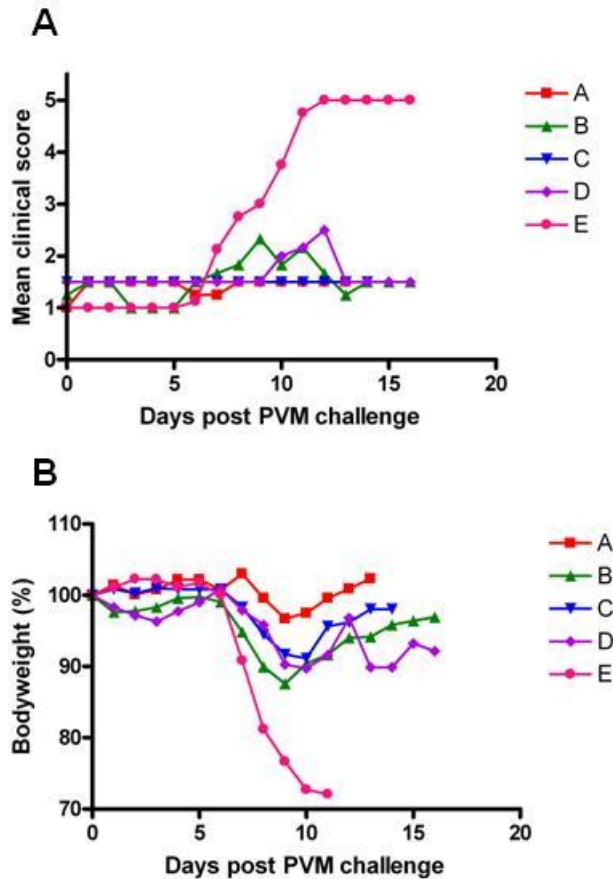 A
Mean clinical score
5
4
3
2
1
0
0 5 10 15 20
Days post PVM challenge
A
B
C
D
E
B
Bodyweight (%)
110
100
90
80
70
0 5 10 15 20
Days post PVM challenge
A
B
C
D
E